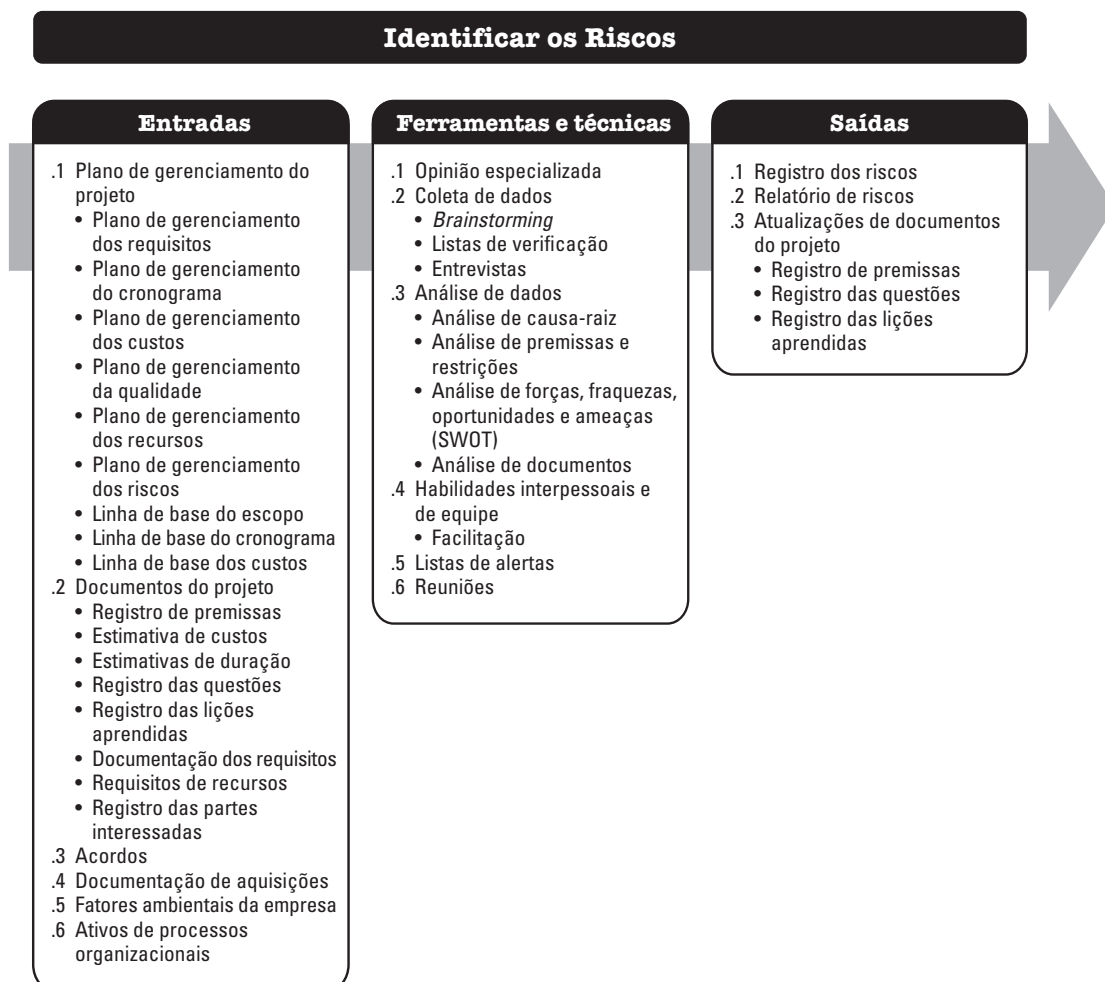 Identificar os Riscos
Entradas
.1 Plano de gerenciamento do
projeto
• Plano de gerenciamento
dos requisitos
• Plano de gerenciamento
do cronograma
• Plano de gerenciamento
dos custos
• Plano de gerenciamento
da qualidade
• Plano de gerenciamento
dos recursos
• Plano de gerenciamento
dos riscos
• Linha de base do escopo
• Linha de base do cronograma
• Linha de base dos custos
.2 Documentos do projeto
• Registro de premissas
• Estimativa de custos
• Estimativas de duração
• Registro das questões
• Registro das lições
aprendidas
• Documentação dos requisitos
• Requisitos de recursos
• Registro das partes
interessadas
.3 Acordos
.4 Documentação de aquisições
.5 Fatores ambientais da empresa
.6 Ativos de processos
organizacionais
Ferramentas e técnicas
.1 Opinião especializada
.2 Coleta de dados
• Brainstorming
• Listas de verificação
• Entrevistas
.3 Análise de dados
• Análise de causa-raiz
• Análise de premissas e
restrições
• Análise de forças, fraquezas,
oportunidades e ameaças
(SWOT)
• Análise de documentos
.4 Habilidades interpessoais e
de equipe
• Facilitação
.5 Listas de alertas
.6 Reuniões
Saídas
.1 Registro dos riscos
.2 Relatório de riscos
.3 Atualizações de documentos
do projeto
• Registro de premissas
• Registro das questões
• Registro das lições
aprendidas